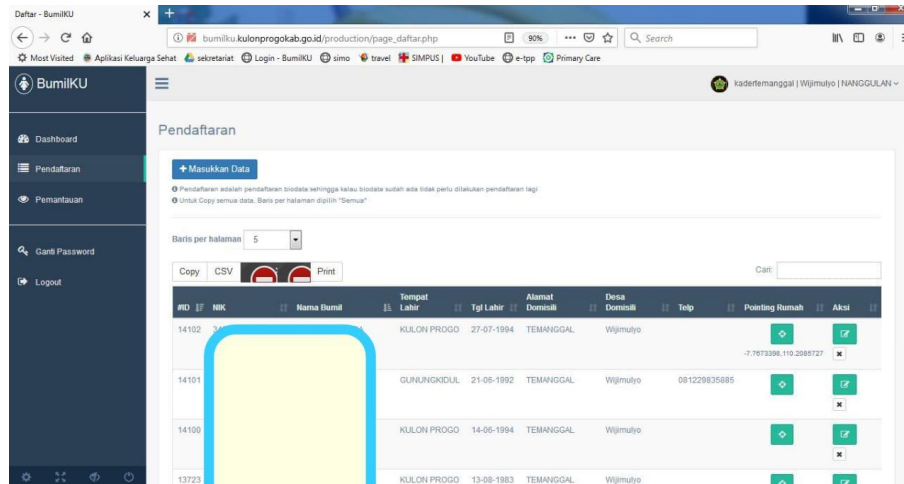 Daftar - BumilKU
bumilku.kulonprogokab.go.id/production/page_daftar.php
90%
Search
Most Visited Aplikasi Keluarga Sehat sekretariat Login - BumilKU simo travel SIMPUS | YouTube e-tpp Primary Care
BumilKU
kadertemanggal | Wijimulyo | NANGGULAN
Dashboard
Pendaftaran
Pemantauan
Ganti Password
Logout
Pendaftaran
+ Masukkan Data
Pendaftaran adalah pendaftaran biodata sehingga kalau biodata sudah ada tidak perlu dilakukan pendaftaran lagi
Untuk Copy semua data, Baris per halaman dipilih "Semua"
Baris per halaman 5
Copy CSV Print
Cari:
#ID NIK Nama Bumil Tempat Lahir Tgl Lahir Alamat Domisili Desa Domisili Telp Pointing Rumah Aksi
14102 KULON PROGO 27-07-1994 TEMANGGAL Wijimulyo
-7.7673398,110.2085727
14101 GUNUNGKIDUL 21-06-1992 TEMANGGAL Wijimulyo 081229835885
14100 KULON PROGO 14-06-1994 TEMANGGAL Wijimulyo
13723 KULON PROGO 13-08-1983 TEMANGGAL Wijimulyo